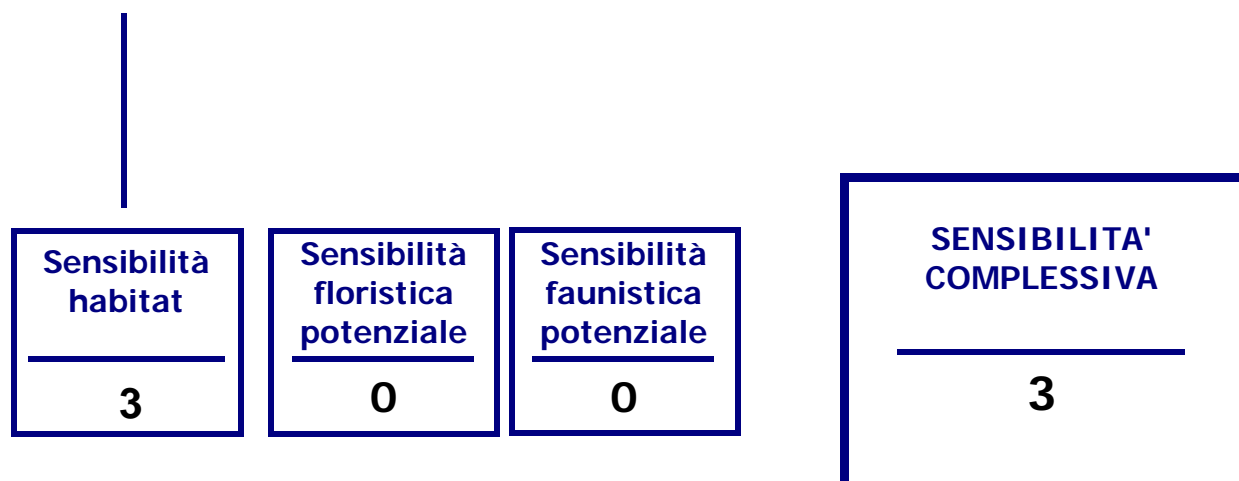 Sensibilità
habitat
3
Sensibilità
floristica
potenziale
0
Sensibilità
faunistica
potenziale
0
SENSIBILITA'
COMPLESSIVA
3